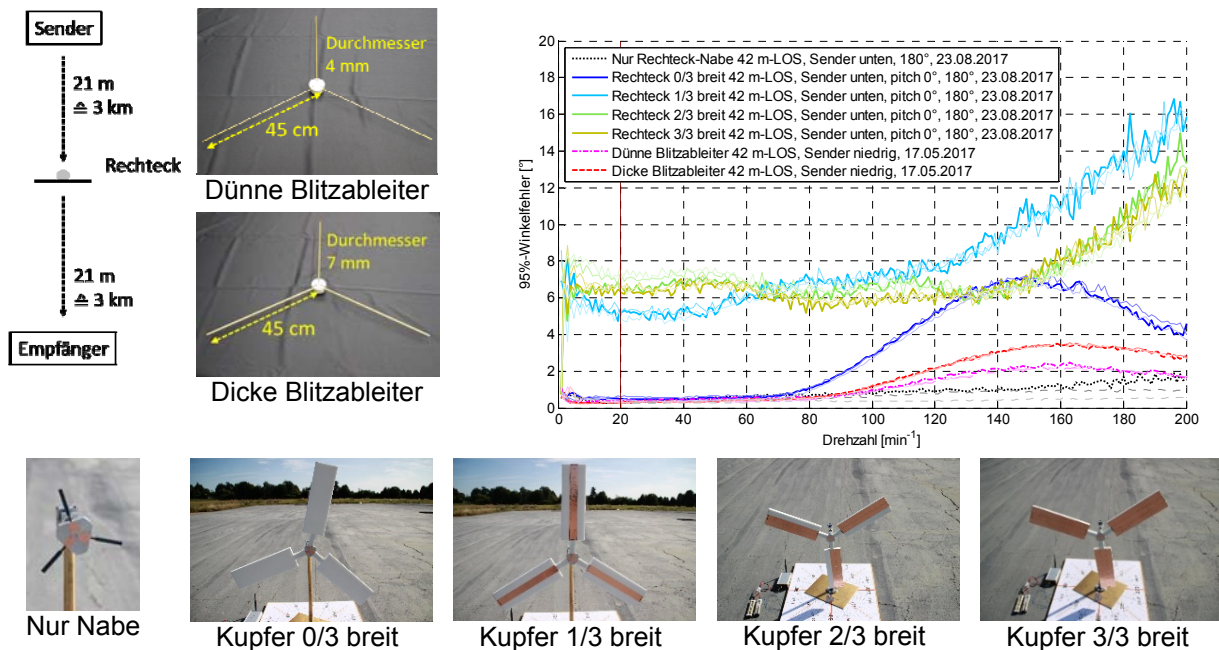 Sender
21 m
≙ 3 km
Rechteck
21 m
≙ 3 km
Empfänger
Durchmesser
4 mm
45 cm
Dünne Blitzableiter
Durchmesser
7 mm
45 cm
Dicke Blitzableiter
95%-Winkelfehler [°]
20
18
16
14
12
10
8
6
4
2
0
Nur Rechteck-Nabe 42 m-LOS, Sender unten, 180°, 23.08.2017
Rechteck 0/3 breit 42 m-LOS, Sender unten, pitch 0°, 180°, 23.08.2017
Rechteck 1/3 breit 42 m-LOS, Sender unten, pitch 0°, 180°, 23.08.2017
Rechteck 2/3 breit 42 m-LOS, Sender unten, pitch 0°, 180°, 23.08.2017
Rechteck 3/3 breit 42 m-LOS, Sender unten, pitch 0°, 180°, 23.08.2017
Dünne Blitzableiter 42 m-LOS, Sender niedrig, 17.05.2017
Dicke Blitzableiter 42 m-LOS, Sender niedrig, 17.05.2017
0 20 40 60 80 100 120 140 160 180 200
Drehzahl [min⁻¹]
Nur Nabe
Kupfer 0/3 breit
Kupfer 1/3 breit
Kupfer 2/3 breit
Kupfer 3/3 breit